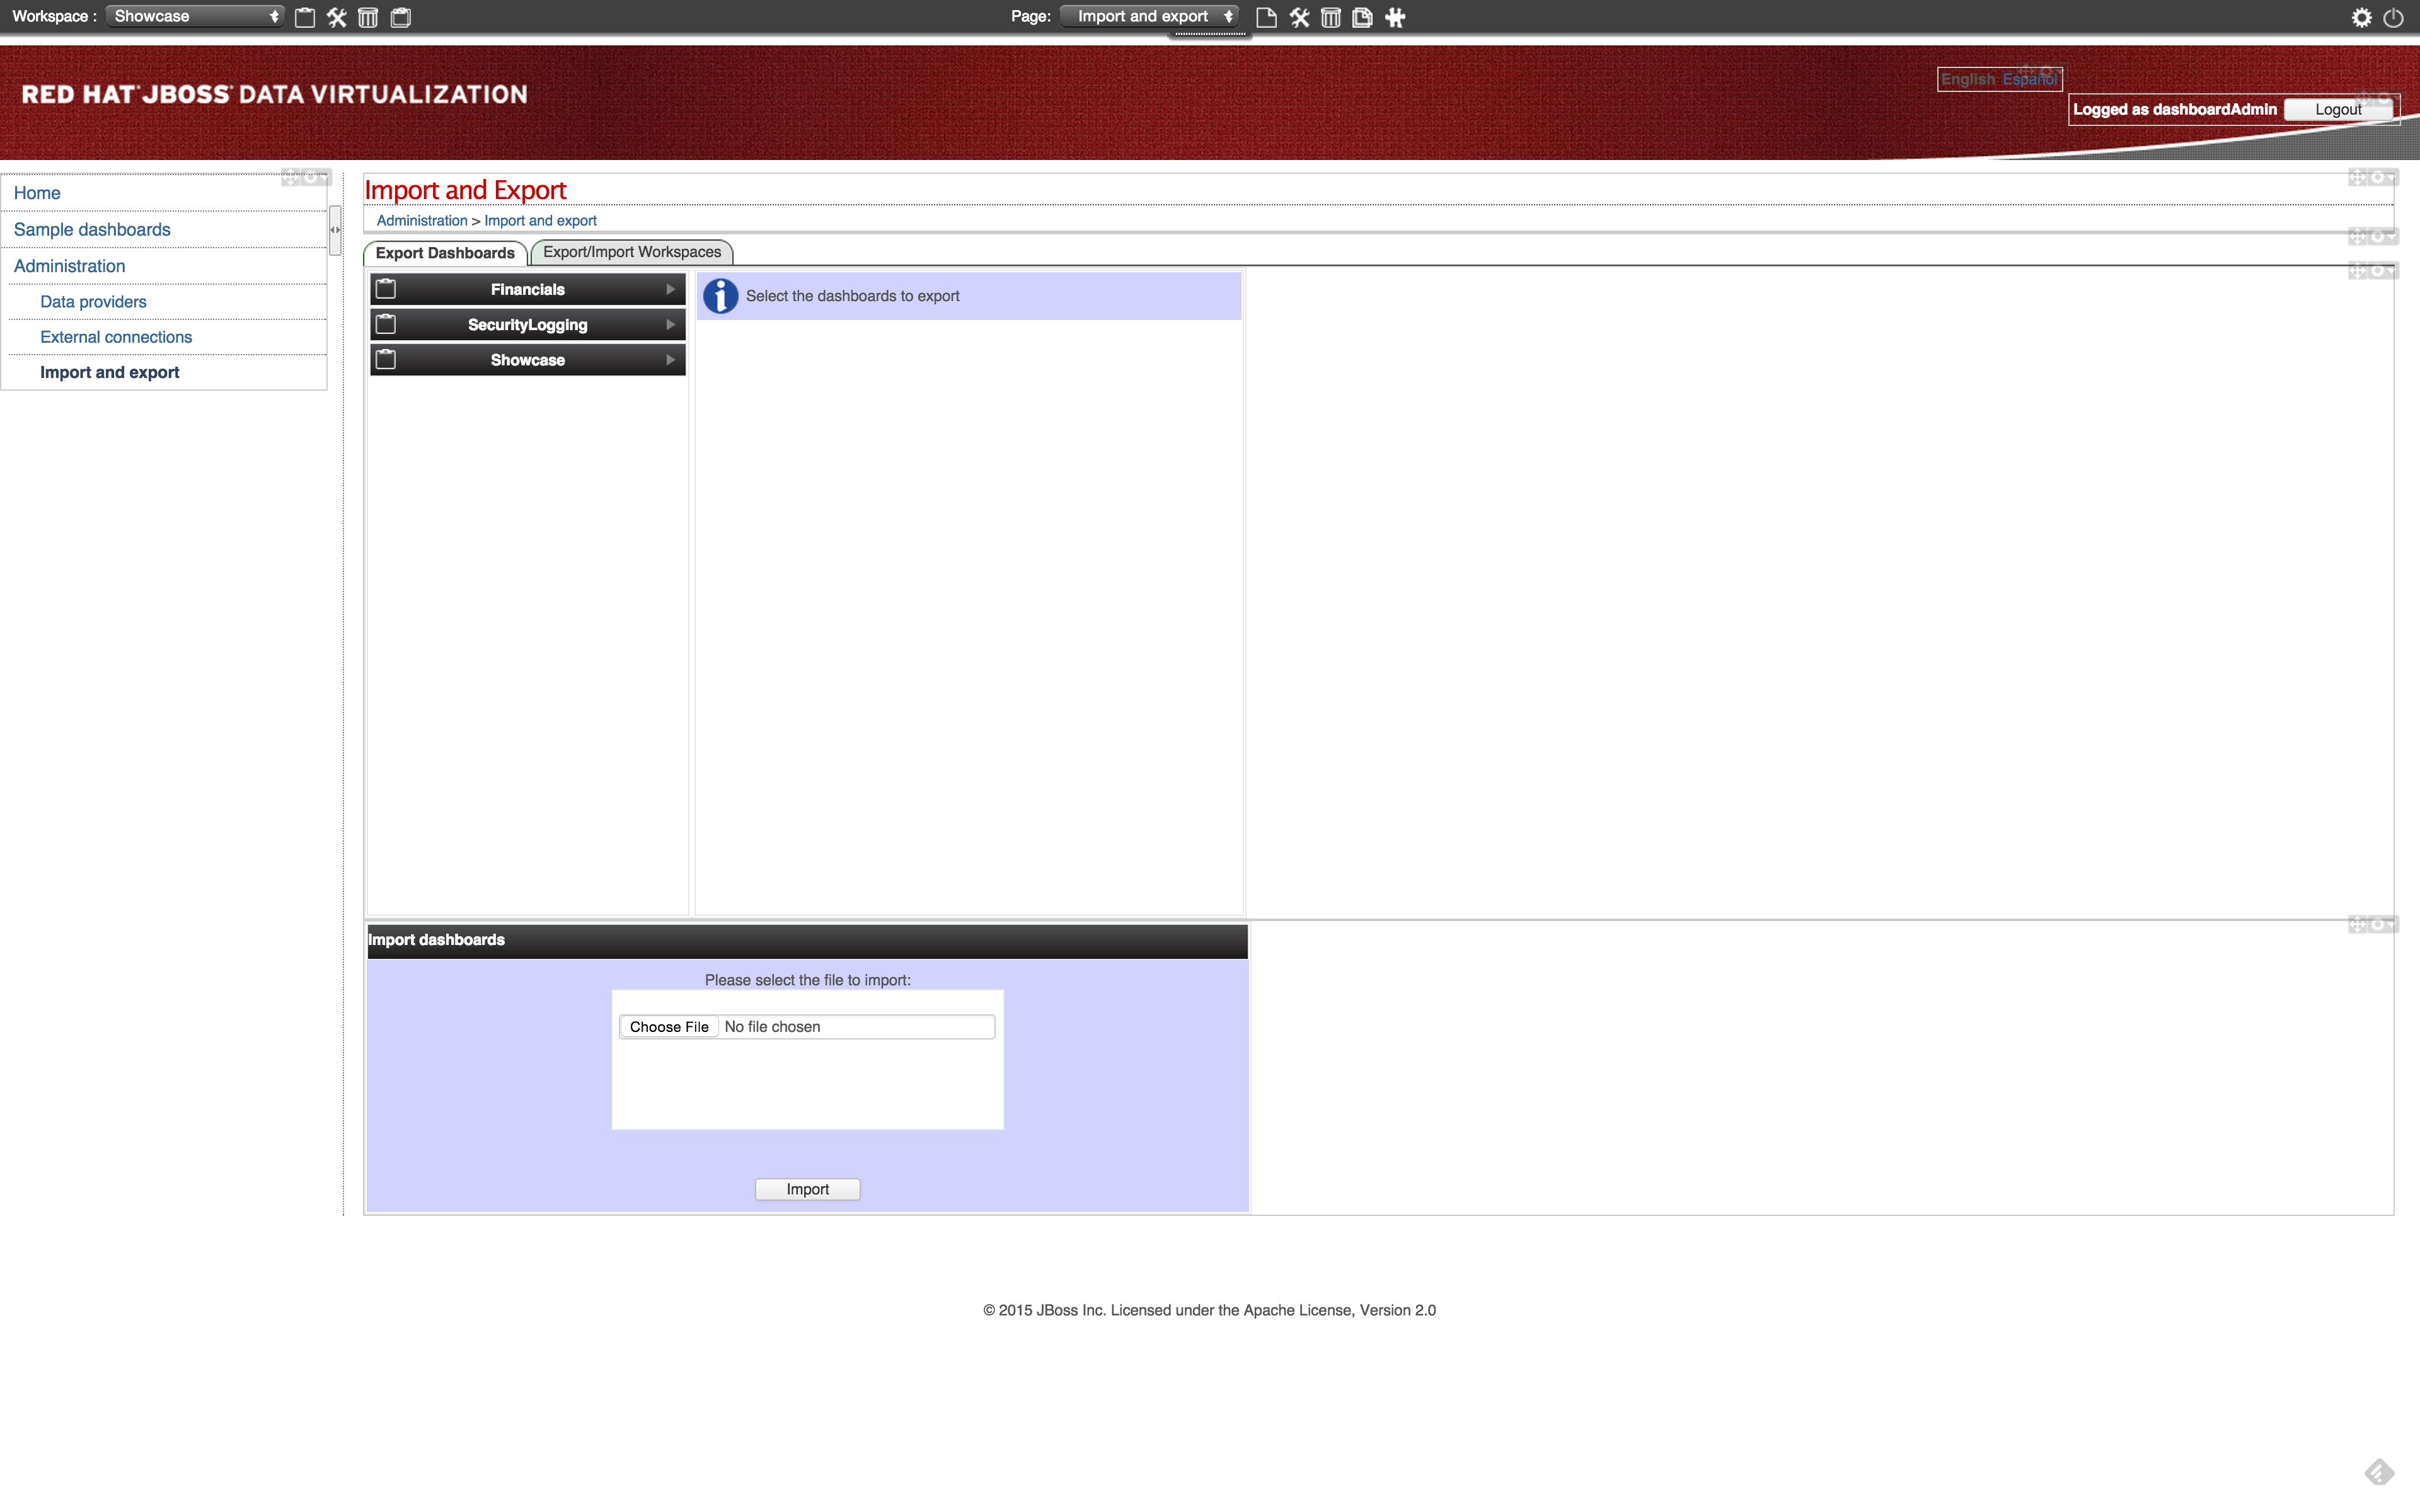 Workspace : Showcase
Page: Import and export
RED HAT JBOSS DATA VIRTUALIZATION
English Español
Logged as dashboardAdmin Logout
Home
Sample dashboards
Administration
Data providers
External connections
Import and export
Import and Export
Administration > Import and export
Export Dashboards Export/Import Workspaces
Financials
SecurityLogging
Showcase
Select the dashboards to export
Import dashboards
Please select the file to import:
Choose File No file chosen
Import
© 2015 JBoss Inc. Licensed under the Apache License, Version 2.0